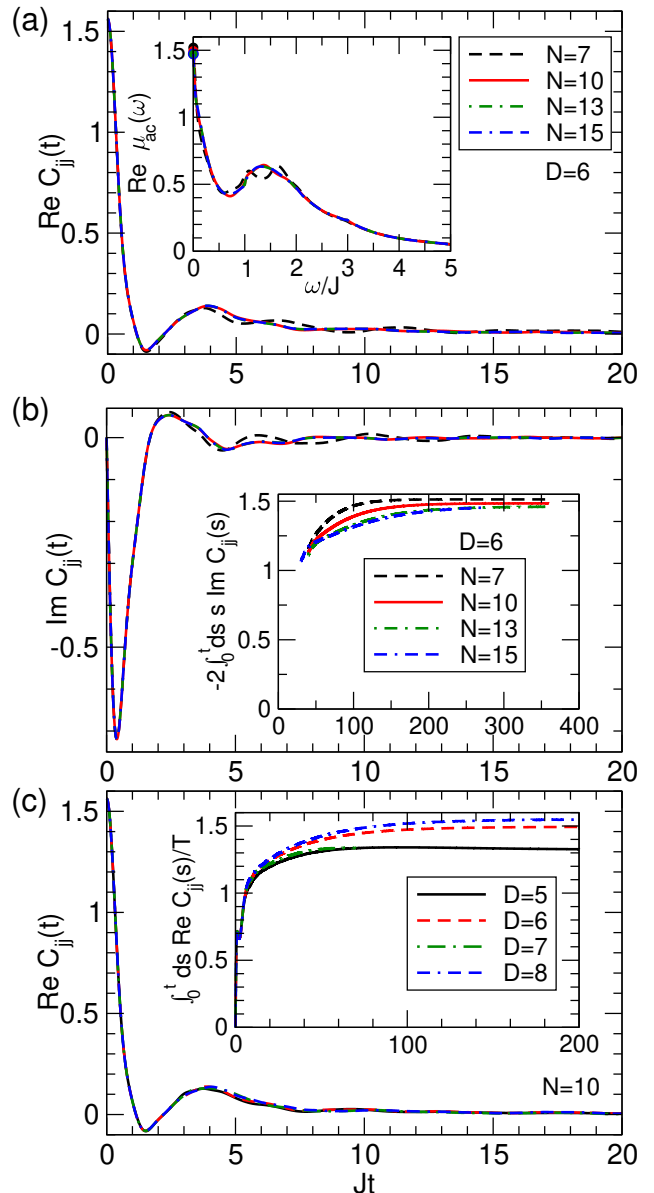 (a)
Re C_jj(t)
1.5
1
0.5
0
0 5 10 15 20
Re μ_ac(ω)
1.5
1
0.5
0
0 1 2 3 4 5
ω/J
N=7
N=10
N=13
N=15
D=6
(b)
Im C_jj(t)
0
-0.5
0 5 10 15 20
-2∫_0^t ds s Im C_jj(s)
1.5
1
0.5
0
0 100 200 300 400
D=6
N=7
N=10
N=13
N=15
(c)
Re C_jj(t)
1.5
1
0.5
0
0 5 10 15 20
Jt
∫_0^t ds Re C_jj(s)/T
1.5
1
0.5
0
0 100 200
D=5
D=6
D=7
D=8
N=10